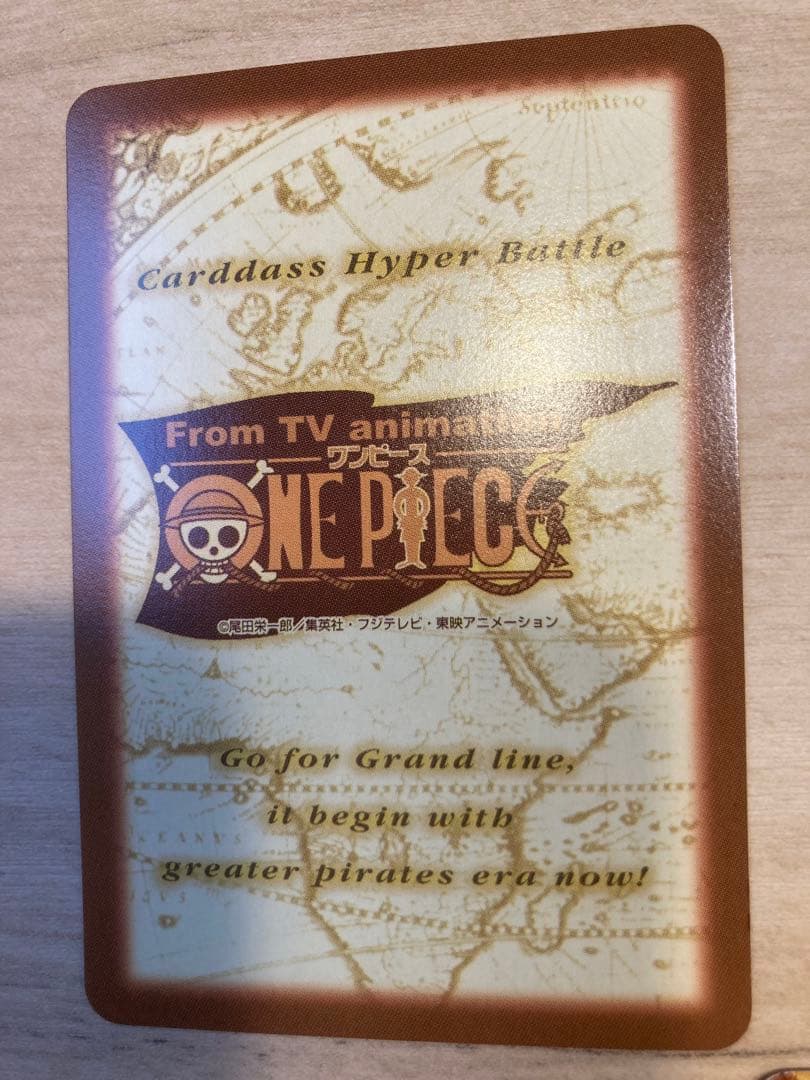 Septentrio
Carddass Hyper Battle
From TV animation
ワンピース
ONE PIECE
©尾田栄一郎／集英社・フジテレビ・東映アニメーション
Go for Grand line,
it begin with
greater pirates era now!